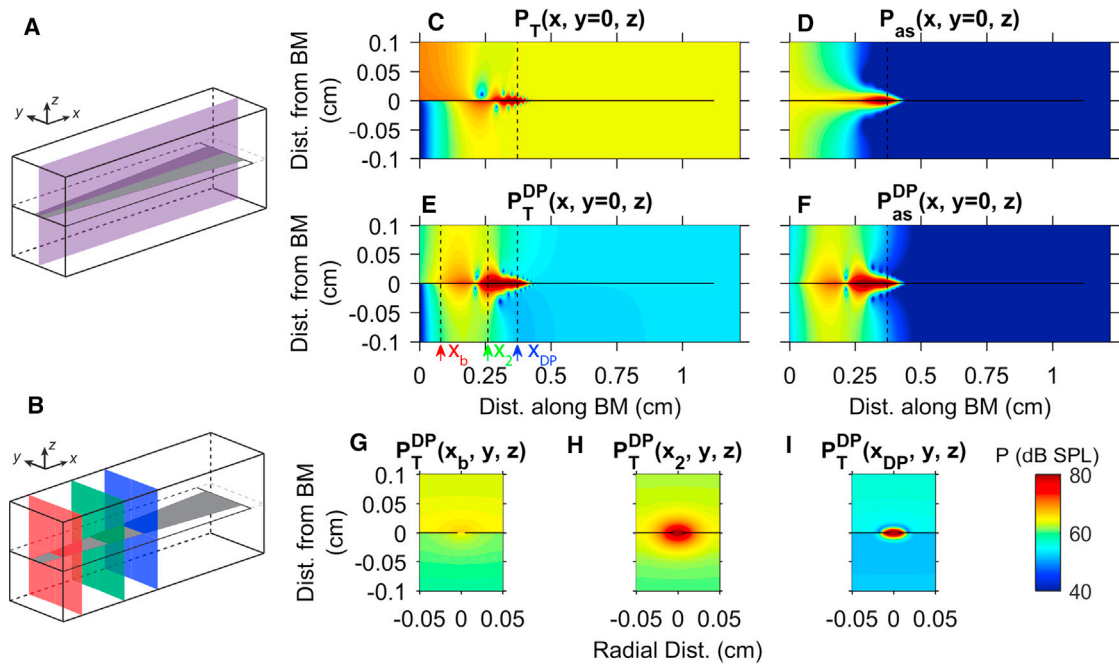 A
z
y
x
C
P_T(x, y=0, z)
Dist. from BM
(cm)
0.1
0.05
0
-0.05
-0.1
D
P_as(x, y=0, z)
E
P_T^DP(x, y=0, z)
Dist. from BM
(cm)
0.1
0.05
0
-0.05
-0.1
x_b
x_2
x_DP
0
0.25
0.5
0.75
1
Dist. along BM (cm)
F
P_as^DP(x, y=0, z)
0
0.25
0.5
0.75
1
Dist. along BM (cm)
B
z
y
x
G
P_T^DP(x_b, y, z)
Dist. from BM
(cm)
0.1
0.05
0
-0.05
-0.1
-0.05 0 0.05
H
P_T^DP(x_2, y, z)
-0.05 0 0.05
I
P_T^DP(x_DP, y, z)
-0.05 0 0.05
Radial Dist. (cm)
P (dB SPL)
80
60
40